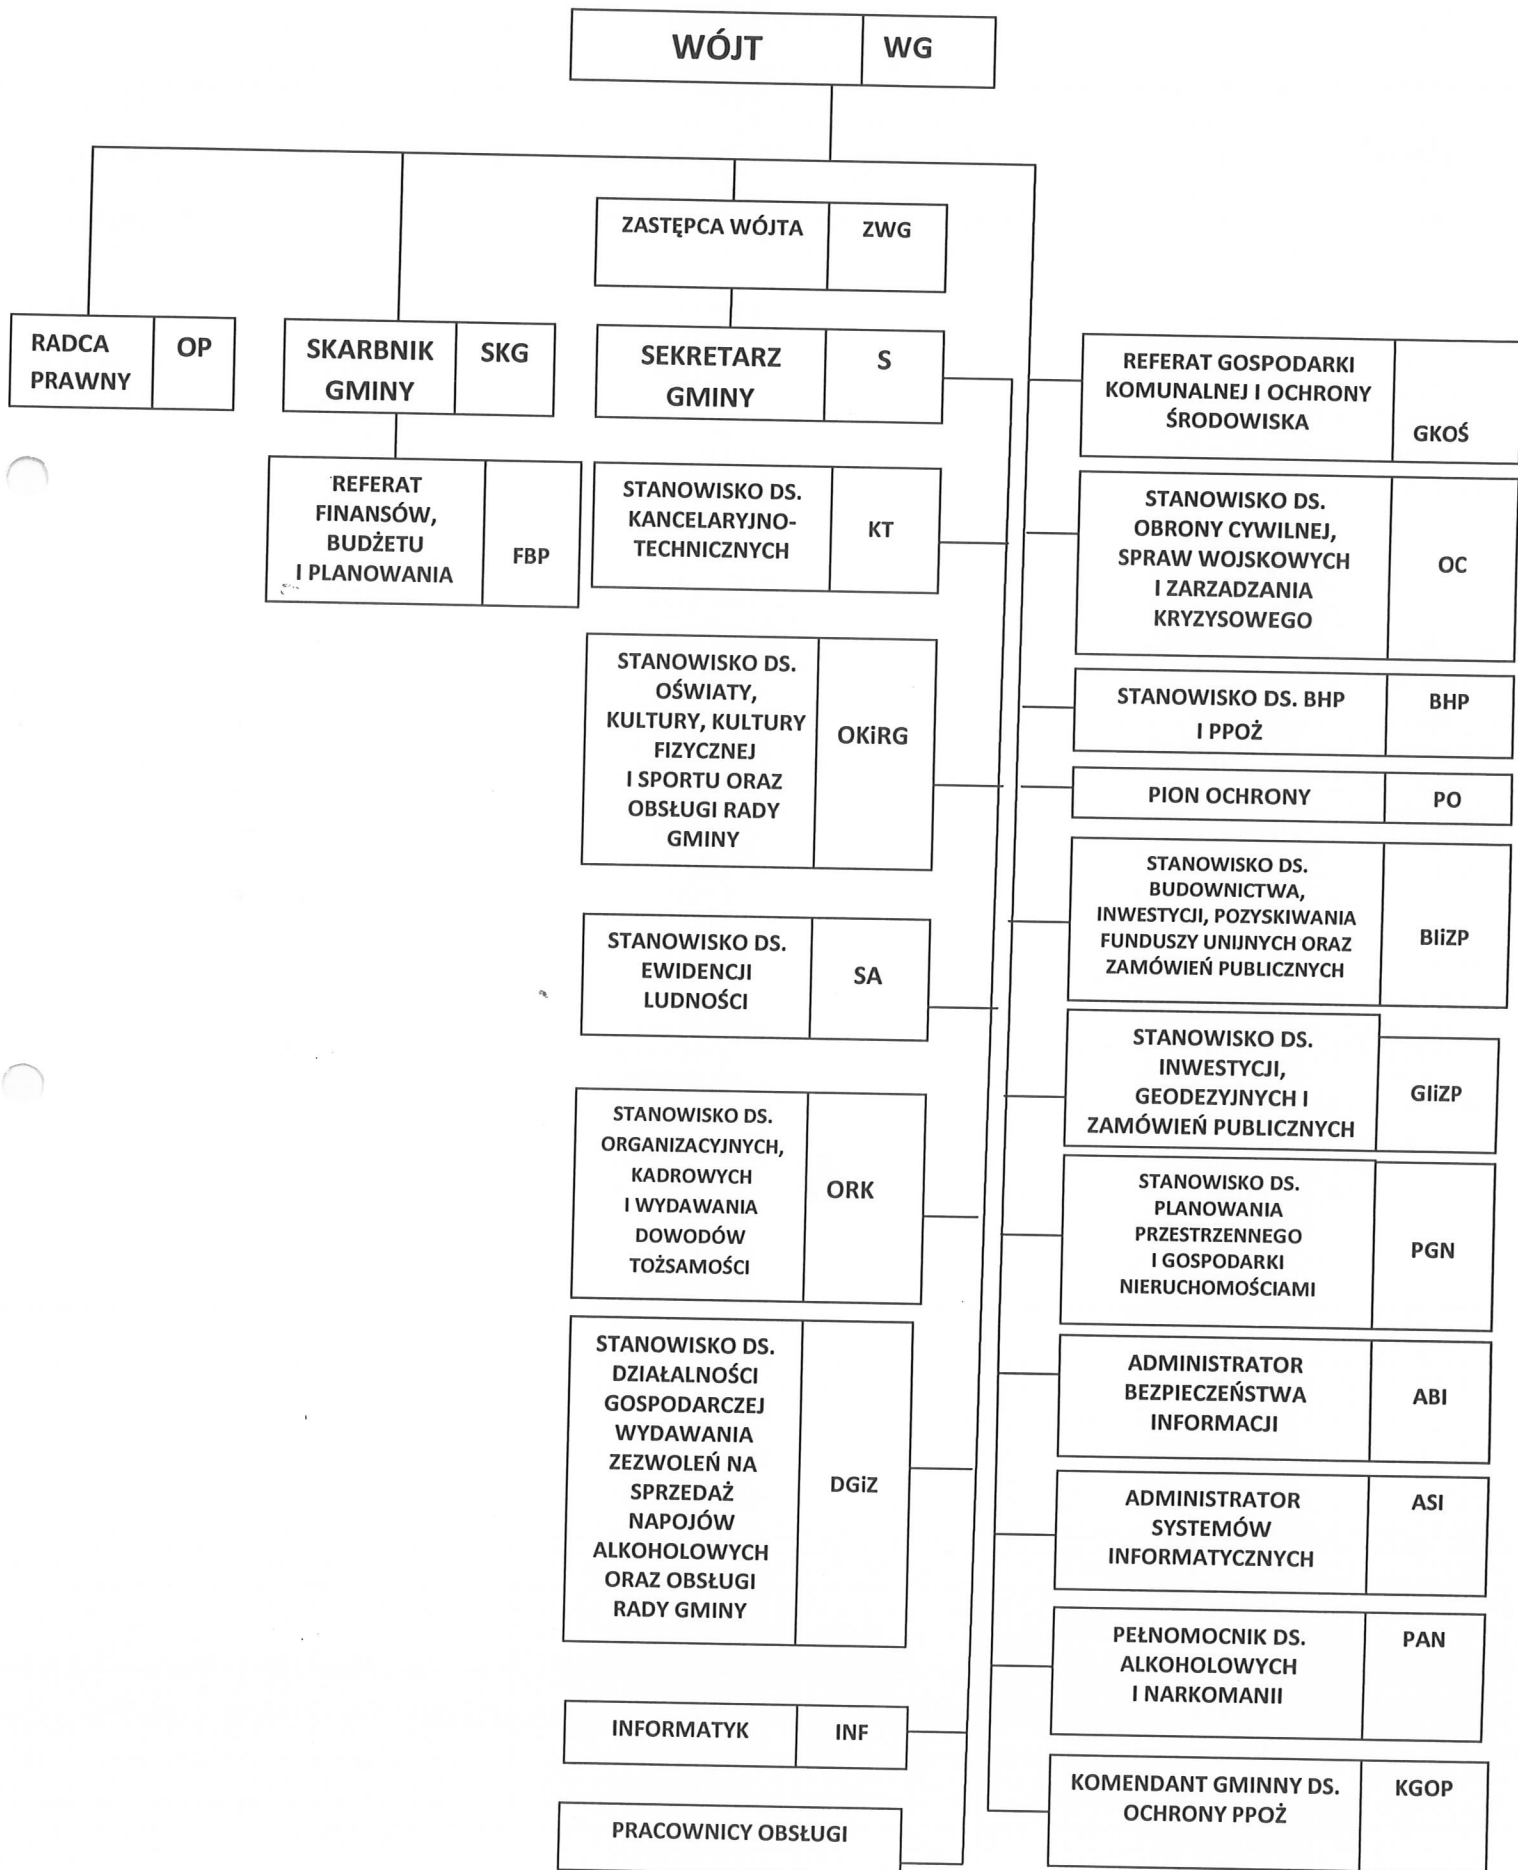 WÓJT
WG
ZASTĘPCA WÓJTA
ZWG
RADCA
PRAWNY
OP
SKARBNIK
GMINY
SKG
SEKRETARZ
GMINY
S
REFERAT
FINANSÓW,
BUDŻETU
I PLANOWANIA
FBP
STANOWISKO DS.
KANCELARYJNO-
TECHNICZNYCH
KT
STANOWISKO DS.
OŚWIATY,
KULTURY, KULTURY
FIZYCZNEJ
I SPORTU ORAZ
OBSŁUGI RADY
GMINY
OKiRG
STANOWISKO DS.
EWIDENCJI
LUDNOŚCI
SA
STANOWISKO DS.
ORGANIZACYJNYCH,
KADROWYCH
I WYDAWANIA
DOWODÓW
TOŻSAMOŚCI
ORK
STANOWISKO DS.
DZIAŁALNOŚCI
GOSPODARCZEJ
WYDAWANIA
ZEZWOLEŃ NA
SPRZEDAŻ
NAPOJÓW
ALKOHOLOWYCH
ORAZ OBSŁUGI
RADY GMINY
DGiZ
INFORMATYK
INF
PRACOWNICY OBSŁUGI
REFERAT GOSPODARKI
KOMUNALNEJ I OCHRONY
ŚRODOWISKA
GKOŚ
STANOWISKO DS.
OBRONY CYWILNEJ,
SPRAW WOJSKOWYCH
I ZARZADZANIA
KRYZYSOWEGO
OC
STANOWISKO DS. BHP
I PPOŻ
BHP
PION OCHRONY
PO
STANOWISKO DS.
BUDOWNICTWA,
INWESTYCJI, POZYSKIWANIA
FUNDUSZY UNIJNYCH ORAZ
ZAMÓWIEŃ PUBLICZNYCH
BIiZP
STANOWISKO DS.
INWESTYCJI,
GEODEZYJNYCH I
ZAMÓWIEŃ PUBLICZNYCH
GIiZP
STANOWISKO DS.
PLANOWANIA
PRZESTRZENNEGO
I GOSPODARKI
NIERUCHOMOŚCIAMI
PGN
ADMINISTRATOR
BEZPIECZEŃSTWA
INFORMACJI
ABI
ADMINISTRATOR
SYSTEMÓW
INFORMATYCZNYCH
ASI
PEŁNOMOCNIK DS.
ALKOHOLOWYCH
I NARKOMANII
PAN
KOMENDANT GMINNY DS.
OCHRONY PPOŻ
KGOP